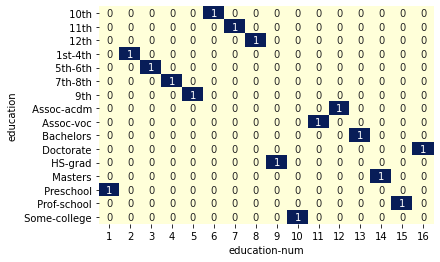 10th 0 0 0 0 0 1 0 0 0 0 0 0 0 0 0 0
11th 0 0 0 0 0 0 1 0 0 0 0 0 0 0 0 0
12th 0 0 0 0 0 0 0 1 0 0 0 0 0 0 0 0
1st-4th 0 1 0 0 0 0 0 0 0 0 0 0 0 0 0 0
5th-6th 0 0 1 0 0 0 0 0 0 0 0 0 0 0 0 0
7th-8th 0 0 0 1 0 0 0 0 0 0 0 0 0 0 0 0
9th 0 0 0 0 1 0 0 0 0 0 0 0 0 0 0 0
Assoc-acdm 0 0 0 0 0 0 0 0 0 0 0 1 0 0 0 0
Assoc-voc 0 0 0 0 0 0 0 0 0 0 1 0 0 0 0 0
Bachelors 0 0 0 0 0 0 0 0 0 0 0 0 1 0 0 0
Doctorate 0 0 0 0 0 0 0 0 0 0 0 0 0 0 0 1
HS-grad 0 0 0 0 0 0 0 0 1 0 0 0 0 0 0 0
Masters 0 0 0 0 0 0 0 0 0 0 0 0 0 1 0 0
Preschool 1 0 0 0 0 0 0 0 0 0 0 0 0 0 0 0
Prof-school 0 0 0 0 0 0 0 0 0 0 0 0 0 0 1 0
Some-college 0 0 0 0 0 0 0 0 0 1 0 0 0 0 0 0
education
1 2 3 4 5 6 7 8 9 10 11 12 13 14 15 16
education-num